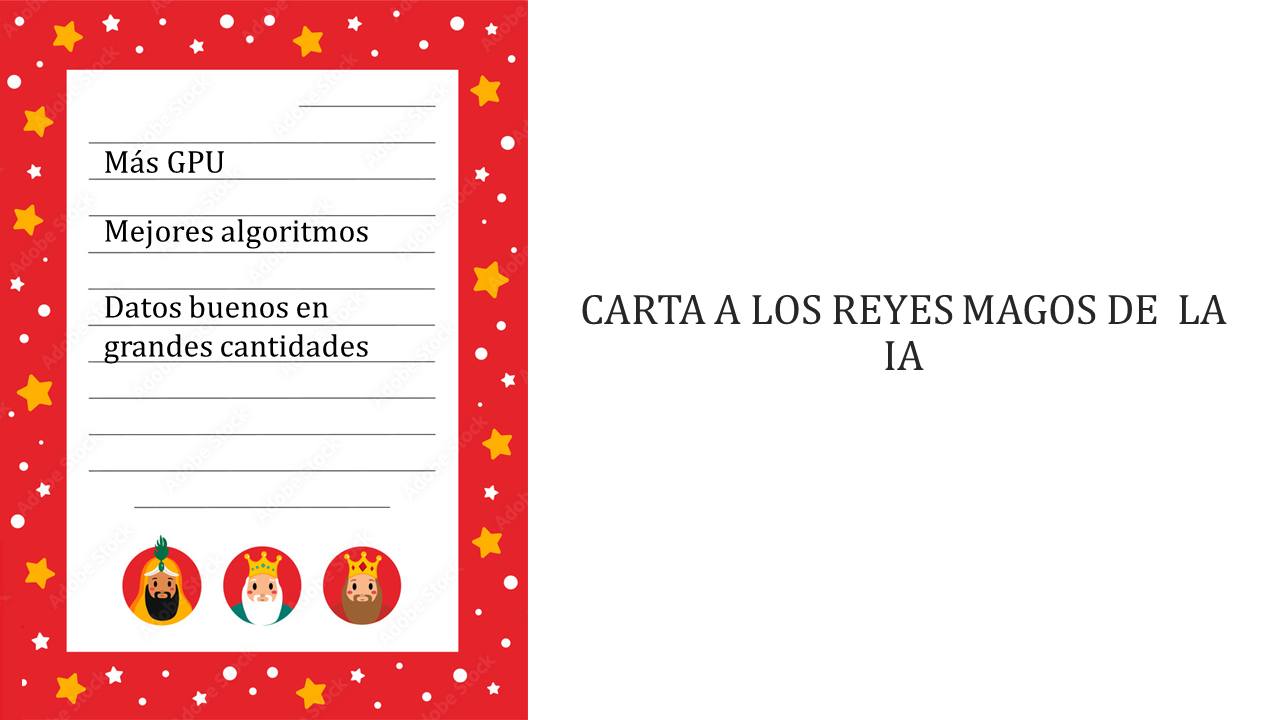 Más GPU
Mejores algoritmos
Datos buenos en
grandes cantidades
CARTA A LOS REYES MAGOS DE  LA
IA